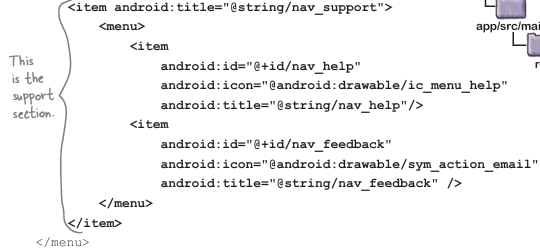 <item android:title="@string/nav_support">
<menu>
<item
android:id="@+id/nav_help"
android:icon="@android:drawable/ic_menu_help"
android:title="@string/nav_help"/>
<item
android:id="@+id/nav_feedback"
android:icon="@android:drawable/sym_action_email"
android:title="@string/nav_feedback" />
</menu>
</item>
</menu>
This
is the
support
section.
app/src/mai
r